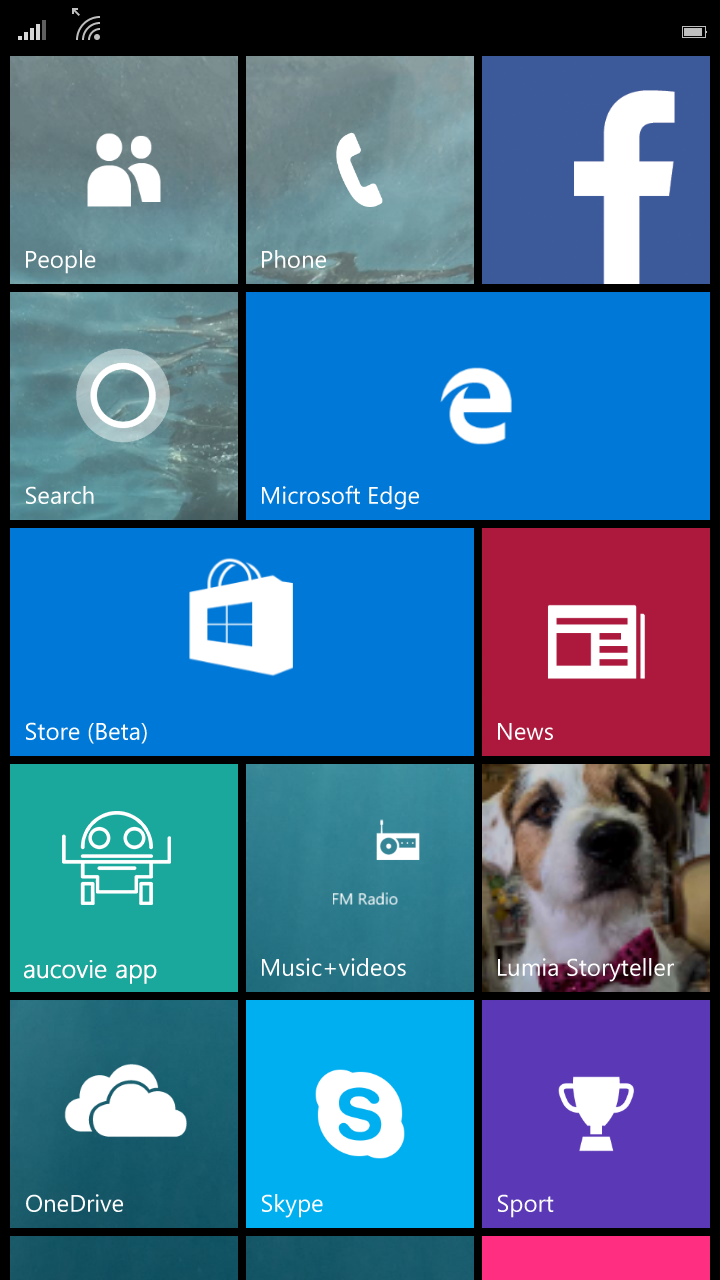 People
Phone
f
Search
Microsoft Edge
Store (Beta)
News
aucovie app
FM Radio
Music+videos
Lumia Storyteller
OneDrive
Skype
Sport